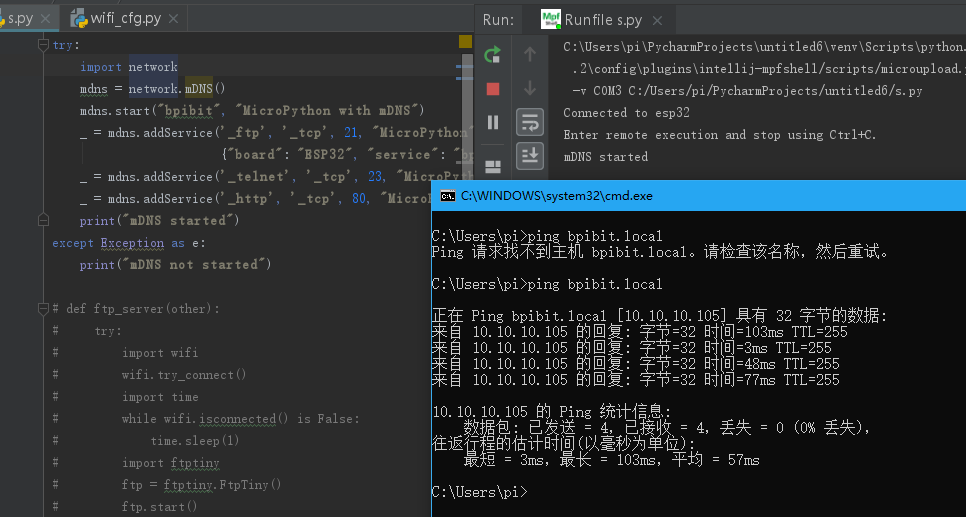 s.py
wifi_cfg.py
try:
import network
mdns = network.mDNS()
mdns.start("bpibit", "MicroPython with mDNS")
_ = mdns.addService('_ftp', '_tcp', 21, "MicroPython"
{"board": "ESP32", "service": "bp
_ = mdns.addService('_telnet', '_tcp', 23, "MicroPyth
_ = mdns.addService('_http', '_tcp', 80, "Micro
print("mDNS started")
except Exception as e:
print("mDNS not started")
# def ftp_server(other):
# try:
# import wifi
# wifi.try_connect()
# import time
# while wifi.isconnected() is False:
# time.sleep(1)
# import ftptiny
# ftp = ftptiny.FtpTiny()
# ftp.start()
Run:
Mpf
Shell
Runfile s.py
C:\Users\pi\PycharmProjects\untitled6\venv\Scripts\python.
.2\config\plugins\intellij-mpfshell/scripts/microupload.
-v COM3 C:/Users/pi/PycharmProjects/untitled6/s.py
Connected to esp32
Enter remote execution and stop using Ctrl+C.
mDNS started
C:\WINDOWS\system32\cmd.exe
C:\Users\pi>ping bpibit.local
Ping 请求找不到主机 bpibit.local。请检查该名称，然后重试。
C:\Users\pi>ping bpibit.local
正在 Ping bpibit.local [10.10.10.105] 具有 32 字节的数据:
来自 10.10.10.105 的回复: 字节=32 时间=103ms TTL=255
来自 10.10.10.105 的回复: 字节=32 时间=3ms TTL=255
来自 10.10.10.105 的回复: 字节=32 时间=48ms TTL=255
来自 10.10.10.105 的回复: 字节=32 时间=77ms TTL=255
10.10.10.105 的 Ping 统计信息:
数据包: 已发送 = 4，已接收 = 4，丢失 = 0 (0% 丢失)，
往返行程的估计时间(以毫秒为单位):
最短 = 3ms，最长 = 103ms，平均 = 57ms
C:\Users\pi>